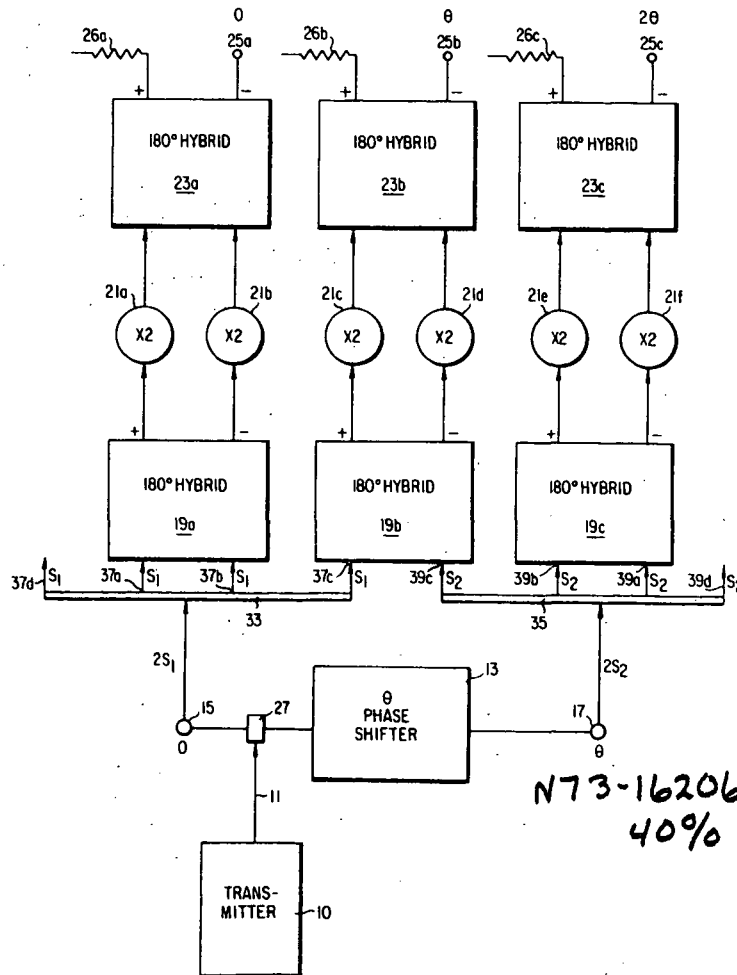 0 θ 2θ
26a 25a 26b 25b 26c 25c
+ − + − + −
180° HYBRID 180° HYBRID 180° HYBRID
23a 23b 23c
21a 21b 21c 21d 21e 21f
X2 X2 X2 X2 X2 X2
+ − + − + −
180° HYBRID 180° HYBRID 180° HYBRID
19a 19b 19c
37d S1 37a S1 37b S1 37c S1 39c S2 39b S2 39a S2 39d S2
33 35
2S1 2S2
13
15 27 θ 17
PHASE
SHIFTER
0 θ
N73-16206
40%
11
TRANS-
MITTER 10